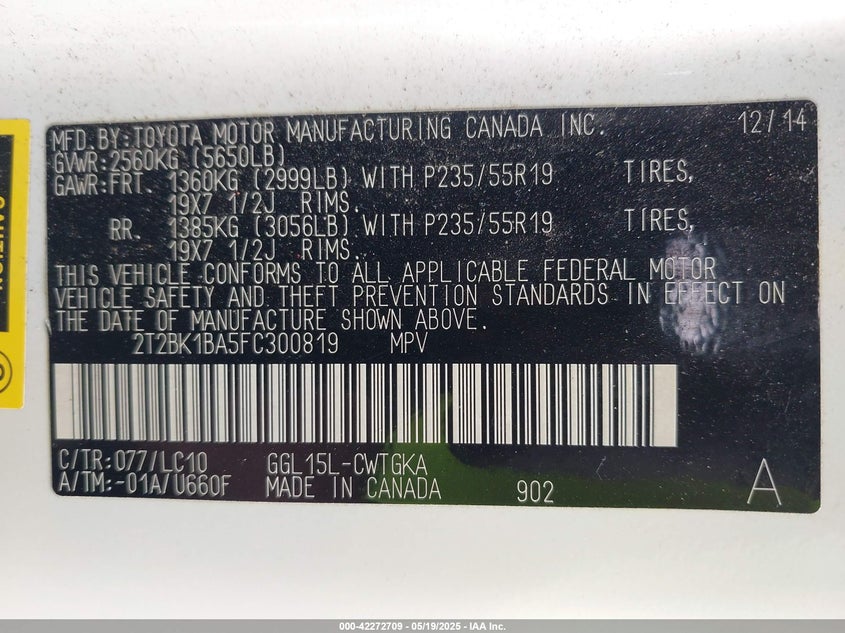 MFD.BY:TOYOTA MOTOR MANUFACTURING CANADA INC. 12/14
GVWR:2560KG (5650LB)
GAWR:FRT. 1360KG (2999LB) WITH P235/55R19 TIRES,
19X7 1/2J RIMS.
RR. 1385KG (3056LB) WITH P235/55R19 TIRES,
19X7 1/2J RIMS.
THIS VEHICLE CONFORMS TO ALL APPLICABLE FEDERAL MOTOR
VEHICLE SAFETY AND THEFT PREVENTION STANDARDS IN EFFECT ON
THE DATE OF MANUFACTURE SHOWN ABOVE.
2T2BK1BA5FC300819 MPV
C/TR:077/LC10 GGL15L-CWTGKA
A/TM:-01A/U660F MADE IN CANADA 902 A
000-42272709 - 05/19/2025 - IAA Inc.